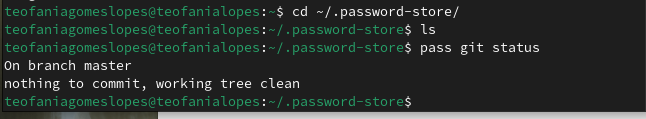 teofaniagomeslopes@teofanialopes:~$ cd ~/.password-store/
teofaniagomeslopes@teofanialopes:~/.password-store$ ls
teofaniagomeslopes@teofanialopes:~/.password-store$ pass git status
On branch master
nothing to commit, working tree clean
teofaniagomeslopes@teofanialopes:~/.password-store$